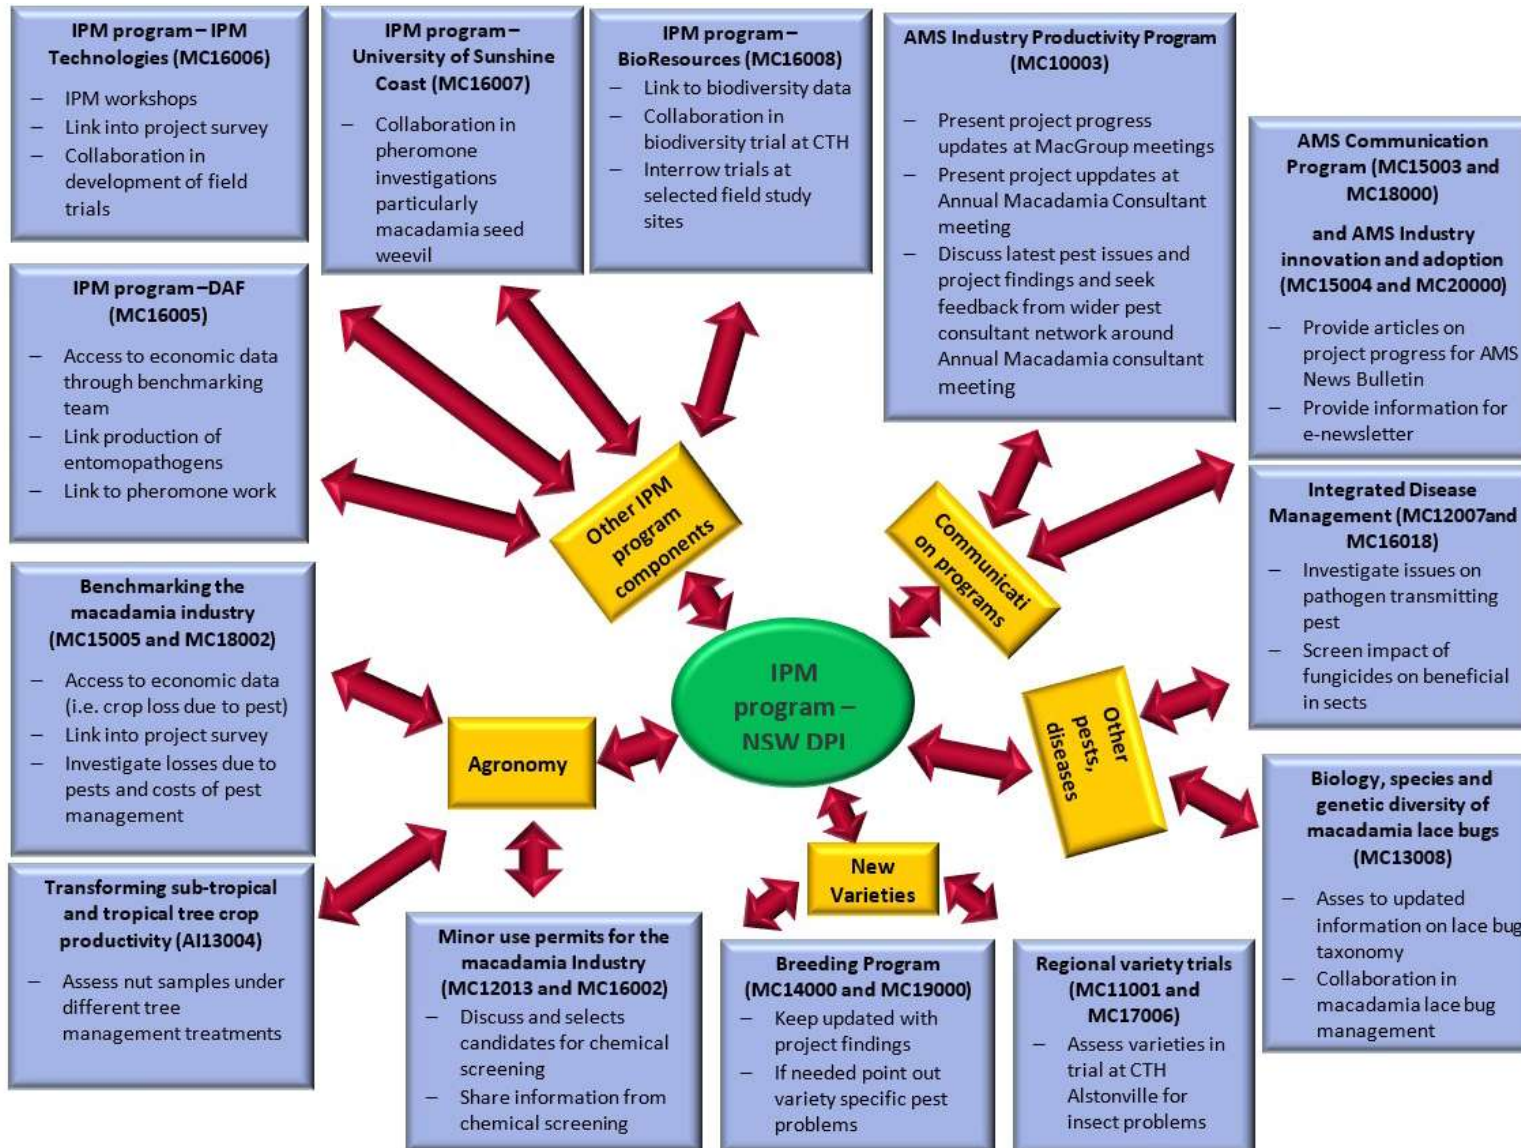 IPM program – IPM
Technologies (MC16006)
– IPM workshops
– Link into project survey
– Collaboration in
development of field
trials
IPM program –
University of Sunshine
Coast (MC16007)
– Collaboration in
pheromone
investigations
particularly
macadamia seed
weevil
IPM program –
BioResources (MC16008)
– Link to biodiversity data
– Collaboration in
biodiversity trial at CTH
– Interrow trials at
selected field study
sites
AMS Industry Productivity Program
(MC10003)
– Present project progress
updates at MacGroup meetings
– Present project uppdates at
Annual Macadamia Consultant
meeting
– Discuss latest pest issues and
project findings and seek
feedback from wider pest
consultant network around
Annual Macadamia consultant
meeting
AMS Communication
Program (MC15003 and
MC18000)
and AMS Industry
innovation and adoption
(MC15004 and MC20000)
– Provide articles on
project progress for AMS
News Bulletin
– Provide information for
e-newsletter
IPM program –DAF
(MC16005)
– Access to economic data
through benchmarking
team
– Link production of
entomopathogens
– Link to pheromone work
Other IPM
program
components
Communicati
on programs
Integrated Disease
Management (MC12007and
MC16018)
– Investigate issues on
pathogen transmitting
pest
– Screen impact of
fungicides on beneficial
in sects
Benchmarking the
macadamia industry
(MC15005 and MC18002)
– Access to economic data
(i.e. crop loss due to pest)
– Link into project survey
– Investigate losses due to
pests and costs of pest
management
Agronomy
IPM
program –
NSW DPI
Other
pests,
diseases
New
Varieties
Biology, species and
genetic diversity of
macadamia lace bugs
(MC13008)
– Asses to updated
information on lace bug
taxonomy
– Collaboration in
macadamia lace bug
management
Transforming sub-tropical
and tropical tree crop
productivity (AI13004)
– Assess nut samples under
different tree
management treatments
Minor use permits for the
macadamia Industry
(MC12013 and MC16002)
– Discuss and selects
candidates for chemical
screening
– Share information from
chemical screening
Breeding Program
(MC14000 and MC19000)
– Keep updated with
project findings
– If needed point out
variety specific pest
problems
Regional variety trials
(MC11001 and
MC17006)
– Assess varieties in
trial at CTH
Alstonville for
insect problems